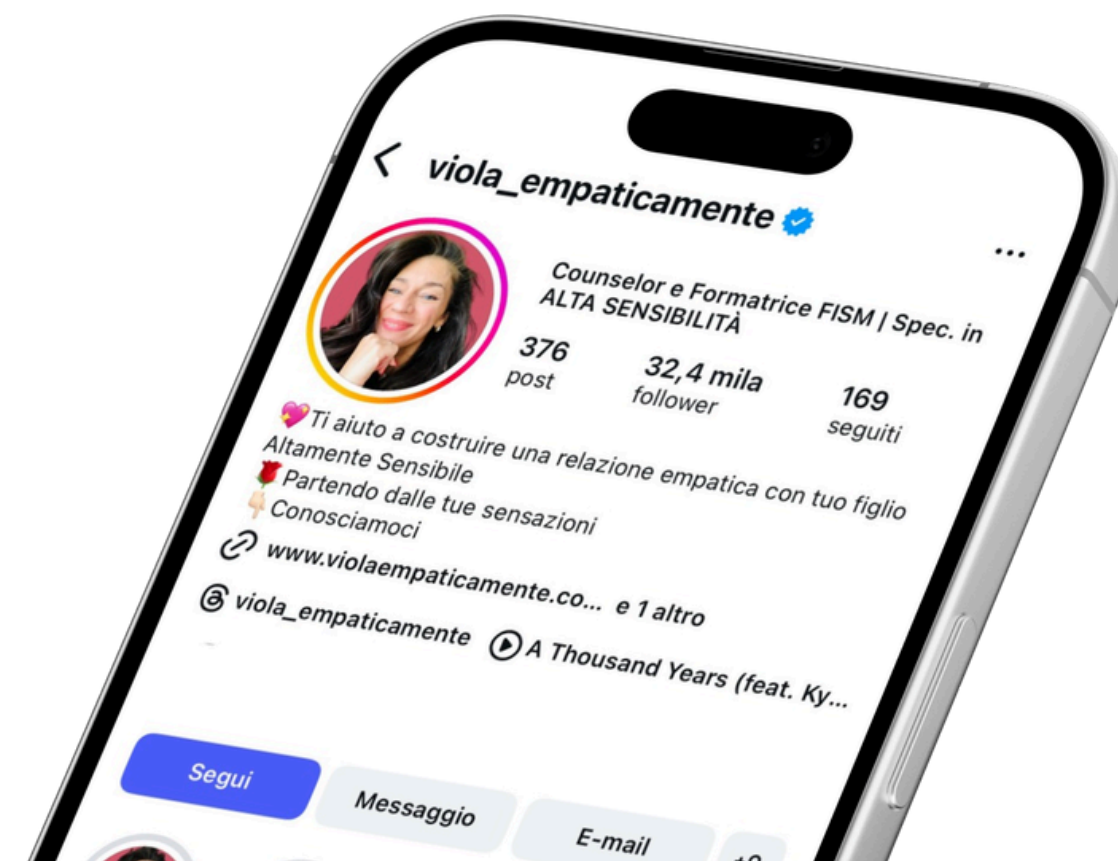 viola_empaticamente
Counselor e Formatrice FISM | Spec. in
ALTA SENSIBILITÀ
376 32,4 mila 169
post follower seguiti
💖Ti aiuto a costruire una relazione empatica con tuo figlio
Altamente Sensibile
🌹Partendo dalle tue sensazioni
👇🏻Conosciamoci
www.violaempaticamente.co... e 1 altro
viola_empaticamente A Thousand Years (feat. Ky...
Segui Messaggio E-mail